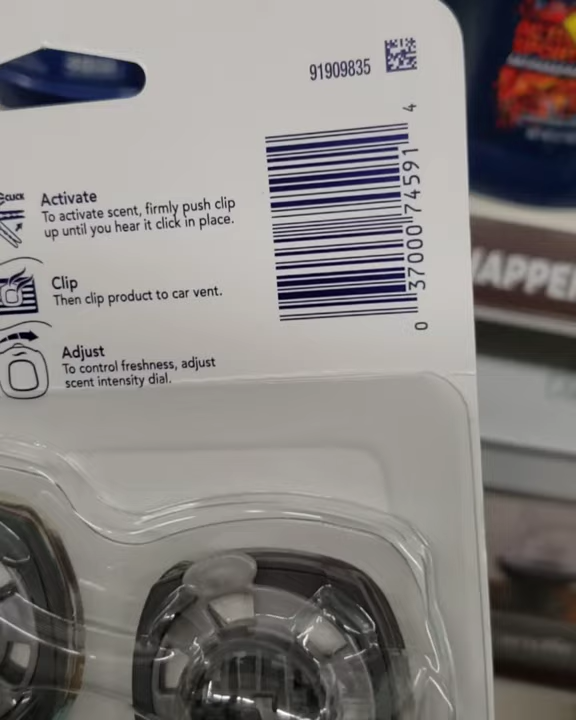 91909835
4
0 37000 74591
CLICK
Activate
To activate scent, firmly push clip
up until you hear it click in place.
Clip
Then clip product to car vent.
Adjust
To control freshness, adjust
scent intensity dial.